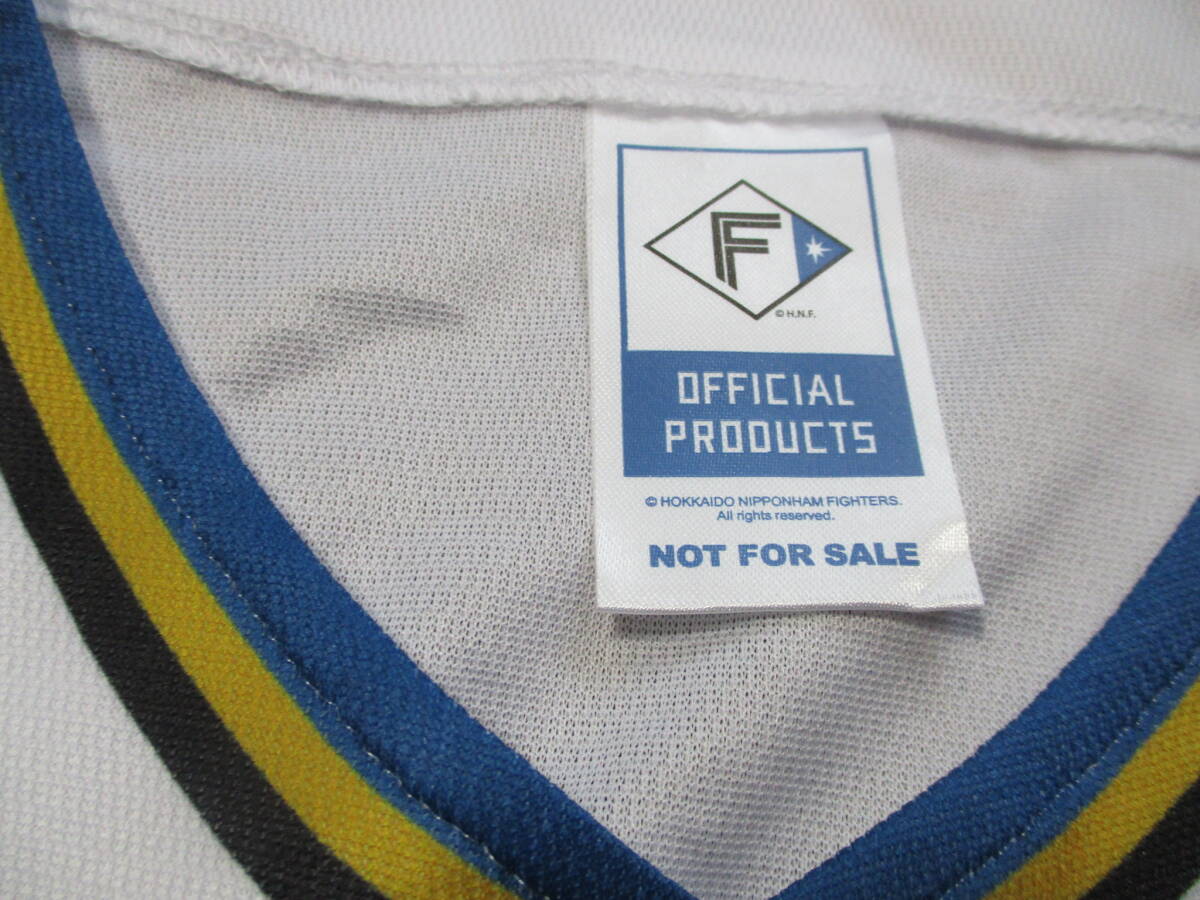 F
© H.N.F.
OFFICIAL
PRODUCTS
© HOKKAIDO NIPPONHAM FIGHTERS.
All rights reserved.
NOT FOR SALE